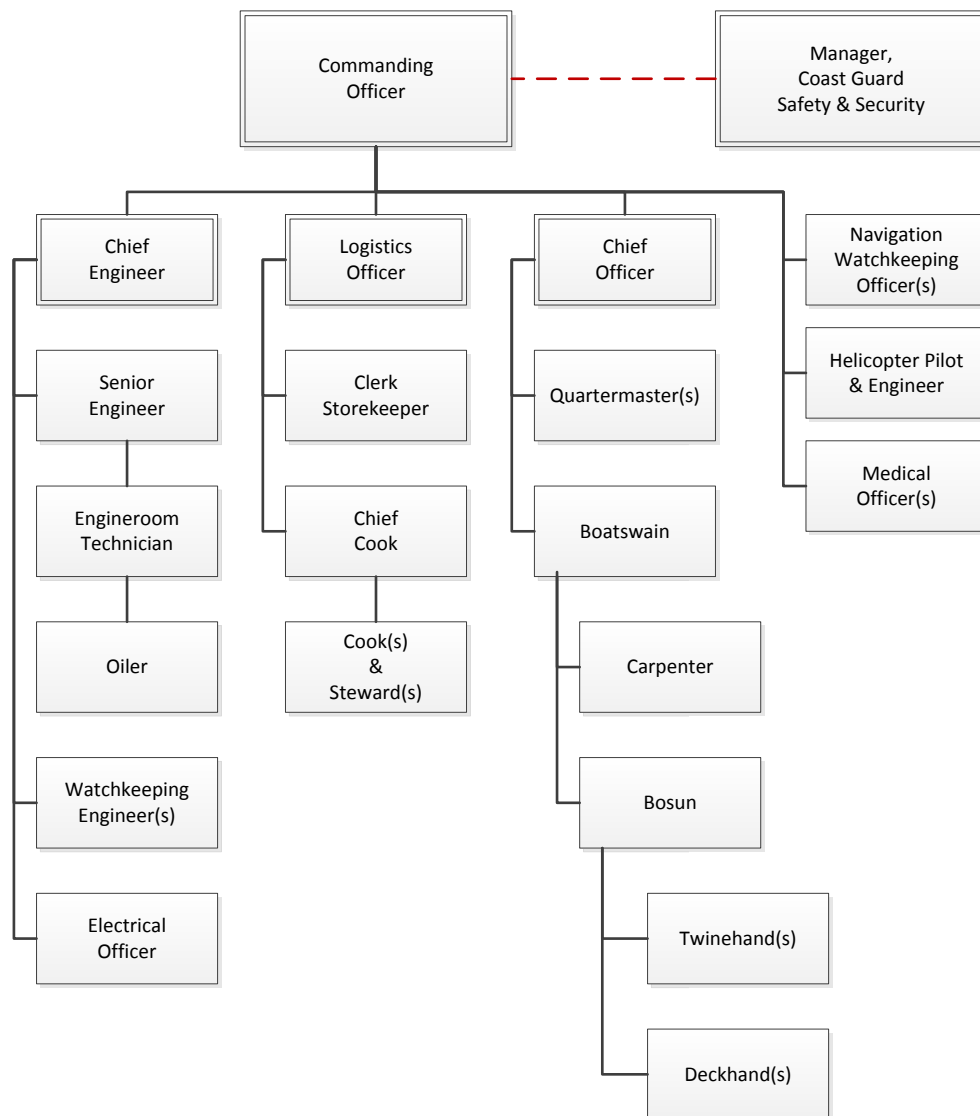 Commanding
Officer
Manager,
Coast Guard
Safety & Security
Chief
Engineer
Logistics
Officer
Chief
Officer
Navigation
Watchkeeping
Officer(s)
Senior
Engineer
Clerk
Storekeeper
Quartermaster(s)
Helicopter Pilot
& Engineer
Engineroom
Technician
Chief
Cook
Boatswain
Medical
Officer(s)
Oiler
Cook(s)
&
Steward(s)
Carpenter
Watchkeeping
Engineer(s)
Bosun
Electrical
Officer
Twinehand(s)
Deckhand(s)